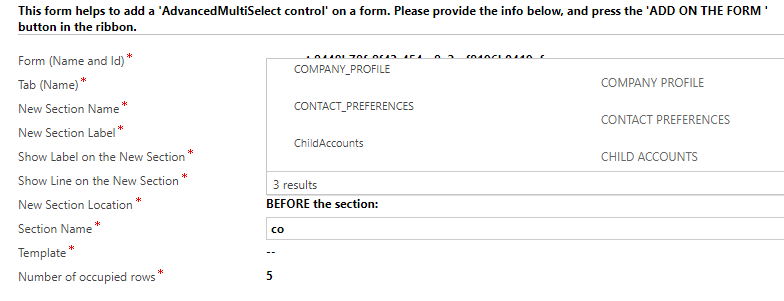 This form helps to add a 'AdvancedMultiSelect control' on a form. Please provide the info below, and press the 'ADD ON THE FORM '
button in the ribbon.
Form (Name and Id) *
Tab (Name) *
New Section Name *
New Section Label *
Show Label on the New Section *
Show Line on the New Section *
New Section Location *
Section Name *
Template *
Number of occupied rows *
COMPANY_PROFILE
COMPANY PROFILE
CONTACT_PREFERENCES
CONTACT PREFERENCES
ChildAccounts
CHILD ACCOUNTS
3 results
BEFORE the section:
co
--
5